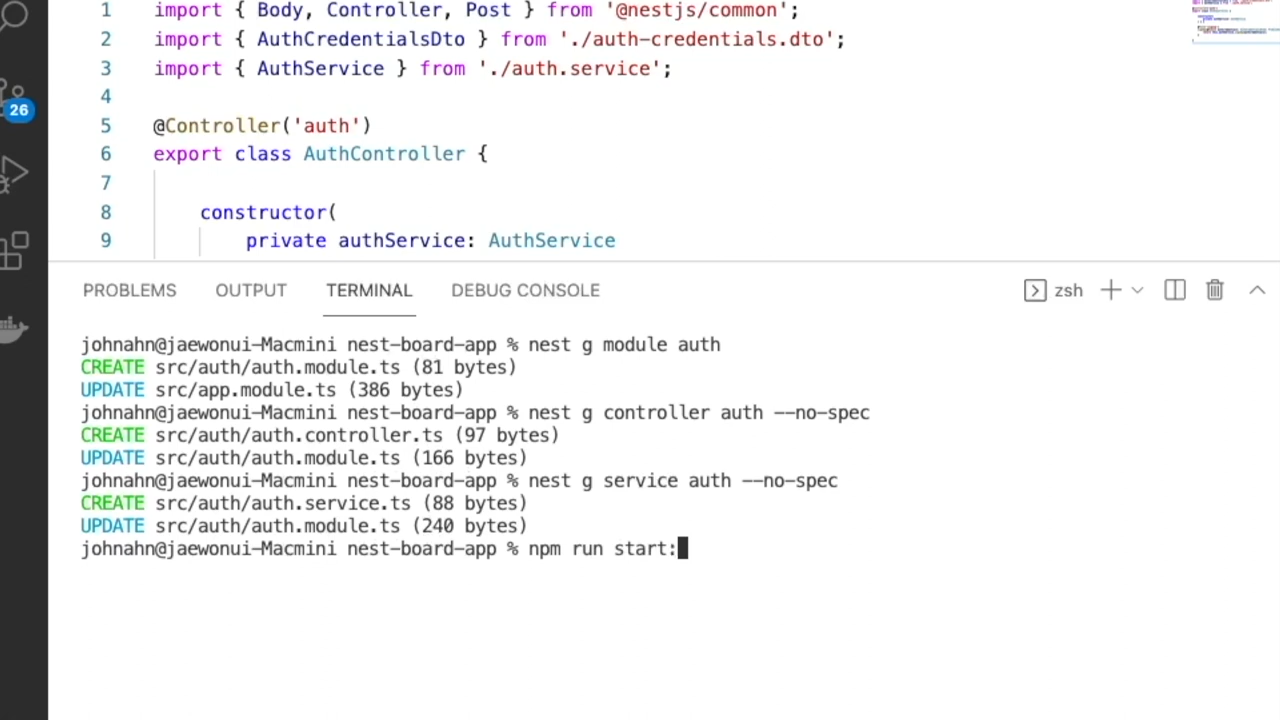 1 import { Body, Controller, Post } from '@nestjs/common';
2 import { AuthCredentialsDto } from './auth-credentials.dto';
3 import { AuthService } from './auth.service';
4
5 @Controller('auth')
6 export class AuthController {
7
8 constructor(
9 private authService: AuthService
26
PROBLEMS OUTPUT TERMINAL DEBUG CONSOLE zsh
johnahn@jaewonui-Macmini nest-board-app % nest g module auth
CREATE src/auth/auth.module.ts (81 bytes)
UPDATE src/app.module.ts (386 bytes)
johnahn@jaewonui-Macmini nest-board-app % nest g controller auth --no-spec
CREATE src/auth/auth.controller.ts (97 bytes)
UPDATE src/auth/auth.module.ts (166 bytes)
johnahn@jaewonui-Macmini nest-board-app % nest g service auth --no-spec
CREATE src/auth/auth.service.ts (88 bytes)
UPDATE src/auth/auth.module.ts (240 bytes)
johnahn@jaewonui-Macmini nest-board-app % npm run start: